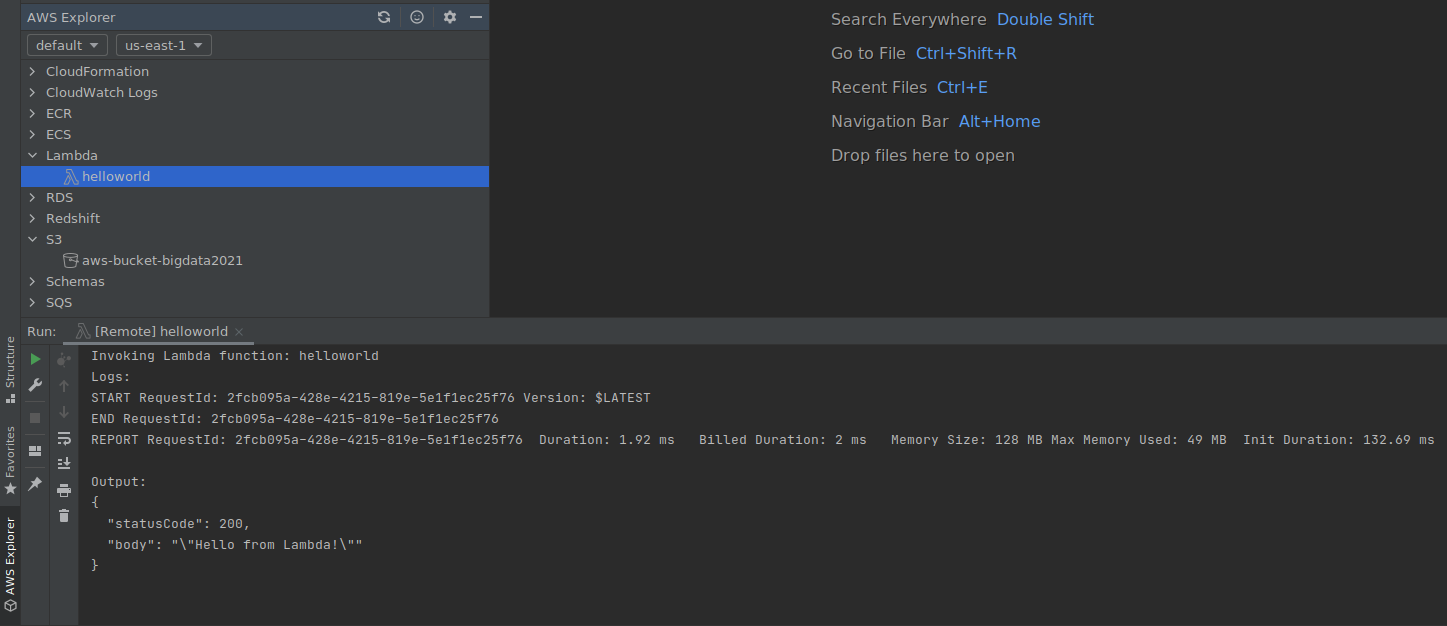 AWS Explorer
default us-east-1
CloudFormation
CloudWatch Logs
ECR
ECS
Lambda
helloworld
RDS
Redshift
S3
aws-bucket-bigdata2021
Schemas
SQS
Search Everywhere Double Shift
Go to File Ctrl+Shift+R
Recent Files Ctrl+E
Navigation Bar Alt+Home
Drop files here to open
Structure
Favorites
AWS Explorer
Run: [Remote] helloworld
Invoking Lambda function: helloworld
Logs:
START RequestId: 2fcb095a-428e-4215-819e-5e1f1ec25f76 Version: $LATEST
END RequestId: 2fcb095a-428e-4215-819e-5e1f1ec25f76
REPORT RequestId: 2fcb095a-428e-4215-819e-5e1f1ec25f76 Duration: 1.92 ms Billed Duration: 2 ms Memory Size: 128 MB Max Memory Used: 49 MB Init Duration: 132.69 ms
Output:
{
"statusCode": 200,
"body": "\"Hello from Lambda!\""
}